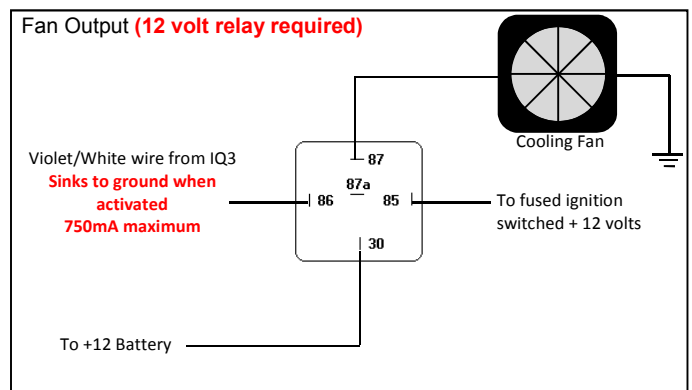 Fan Output (12 volt relay required)
Cooling Fan
Violet/White wire from IQ3
Sinks to ground when
activated
750mA maximum
87
87a
86
85
30
To fused ignition
switched + 12 volts
To +12 Battery